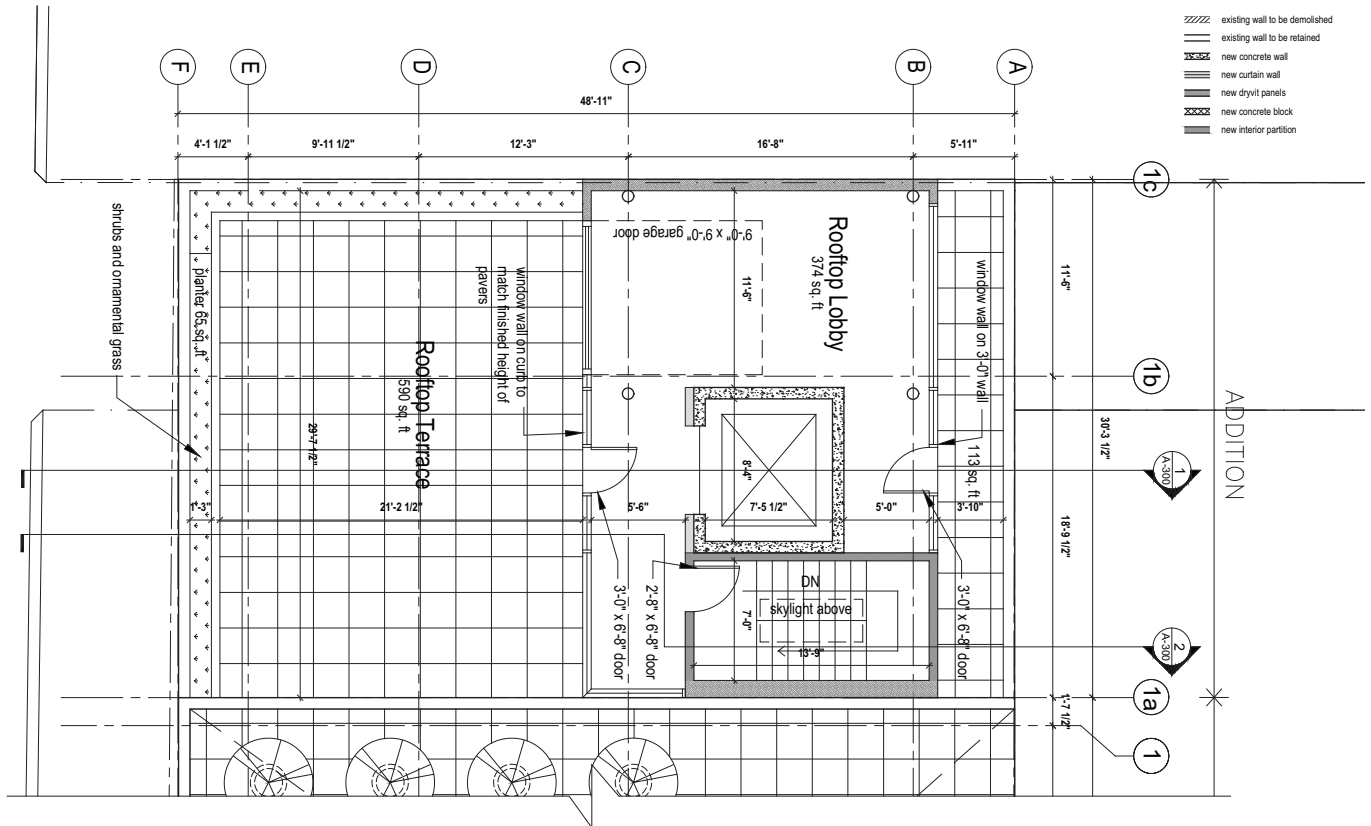 existing wall to be demolished
existing wall to be retained
new concrete wall
new curtain wall
new dryvit panels
new concrete block
new interior partition
F
E
D
C
B
A
48'-11"
4'-1 1/2"
9'-11 1/2"
12'-3"
16'-8"
5'-11"
1c
1b
1a
1
11'-6"
30'-3 1/2"
18'-9 1/2"
1'-7 1/2"
ADDITION
1
A-300
2
A-300
shrubs and ornamental grass
planter 65 sq. ft
Rooftop Terrace
590 sq. ft
29'-7 1/2"
window wall on curb to
match finished height of
pavers
9'-0" x 9'-0" garage door
11'-6"
Rooftop Lobby
374 sq. ft
window wall on 3'-0" wall
113 sq. ft
8'-4"
1'-3"
21'-2 1/2"
5'-6"
7'-5 1/2"
5'-0"
3'-10"
3'-0" x 6'-8" door
2'-8" x 6'-8" door
7'-0"
DN
skylight above
13'-9"
3'-0" x 6'-8" door